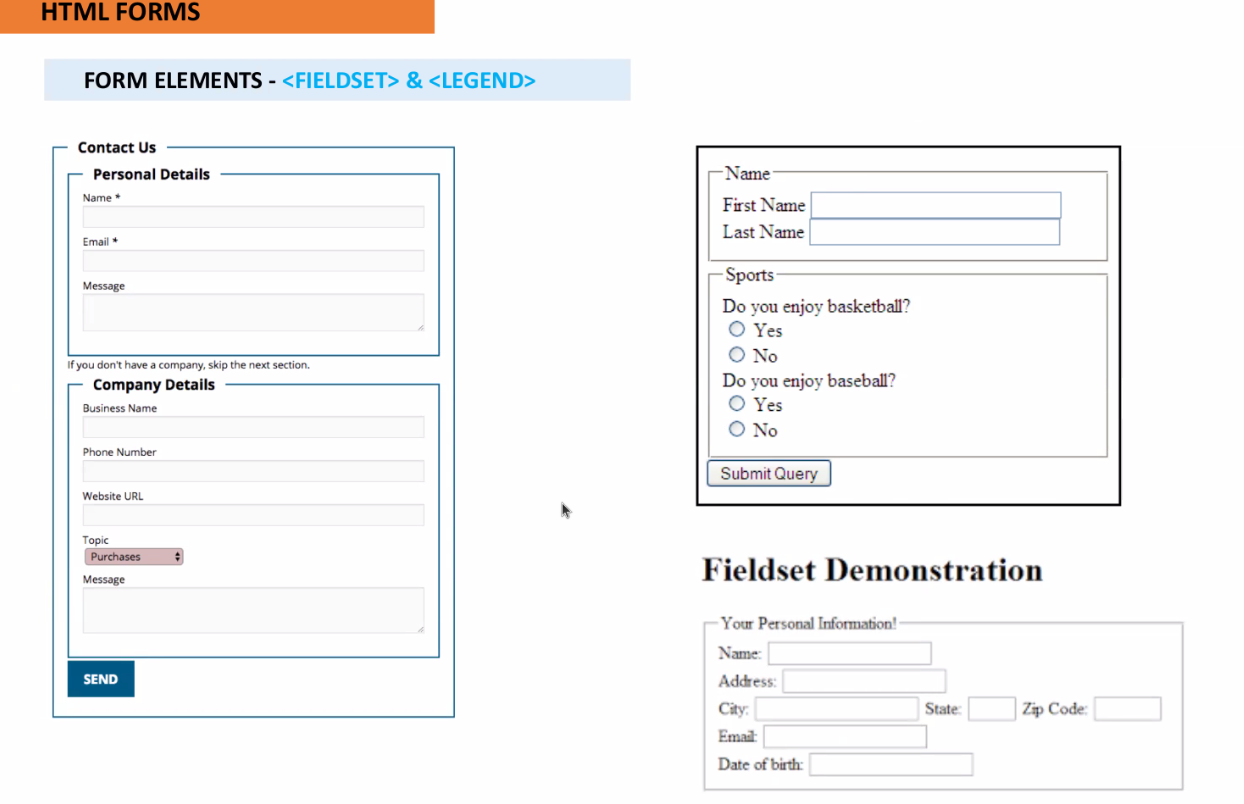 HTML FORMS
FORM ELEMENTS - <FIELDSET> & <LEGEND>
Contact Us
Personal Details
Name *
Email *
Message
If you don't have a company, skip the next section.
Company Details
Business Name
Phone Number
Website URL
Topic
Purchases
Message
SEND
Name
First Name
Last Name
Sports
Do you enjoy basketball?
Yes
No
Do you enjoy baseball?
Yes
No
Submit Query
Fieldset Demonstration
Your Personal Information!
Name:
Address:
City: State: Zip Code:
Email:
Date of birth: